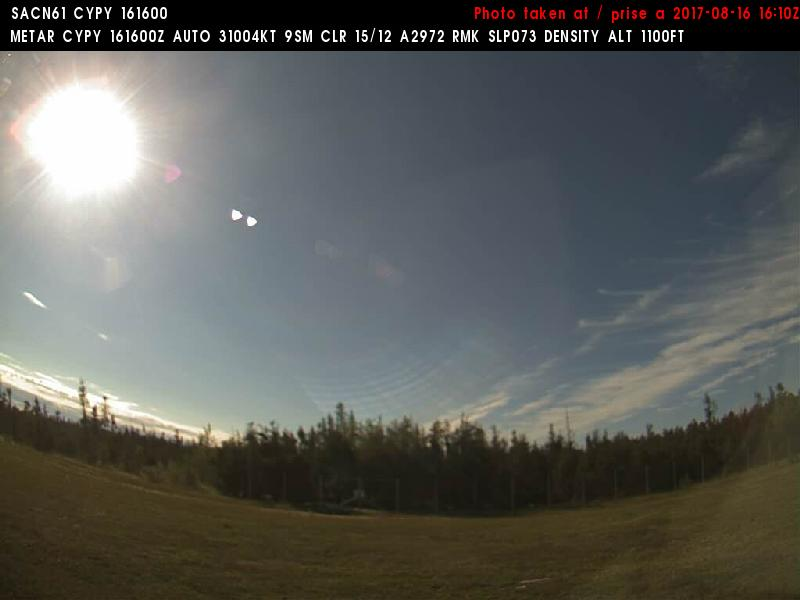 SACN61 CYPY 161600
Photo taken at / prise a 2017-08-16 16:10Z
METAR CYPY 161600Z AUTO 31004KT 9SM CLR 15/12 A2972 RMK SLP073 DENSITY ALT 1100FT